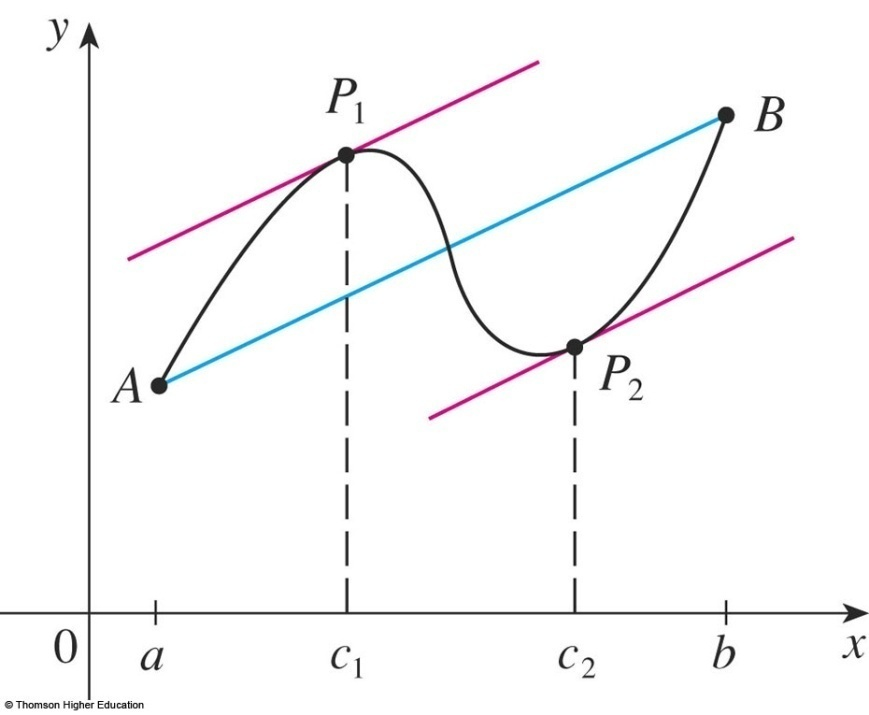 y
P₁
B
A
P₂
0
a
c₁
c₂
b
x
© Thomson Higher Education